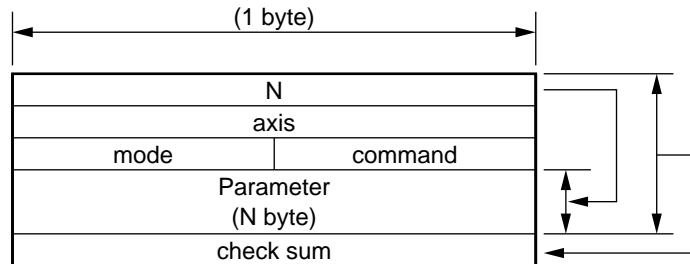 (1 byte)
N
axis
mode command
Parameter
(N byte)
check sum